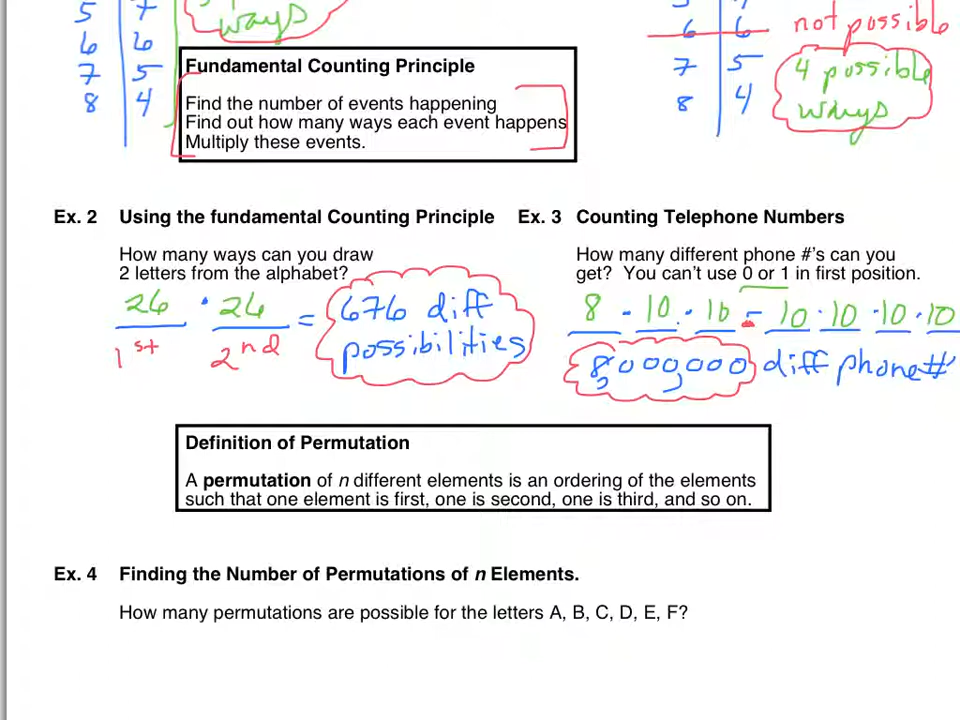 5 7
ways
6 6
7 5
8 4
6 6 not possible
7 5
8 4
4 possible
ways
Fundamental Counting Principle
Find the number of events happening
Find out how many ways each event happens
Multiply these events.
Ex. 2 Using the fundamental Counting Principle
How many ways can you draw
2 letters from the alphabet?
26 · 26 = 676 diff
1st 2nd possibilities
Ex. 3 Counting Telephone Numbers
How many different phone #'s can you
get? You can't use 0 or 1 in first position.
8 · 10 · 10 - 10 · 10 · 10 · 10
8,000,000 diff phone #'
Definition of Permutation
A permutation of n different elements is an ordering of the elements
such that one element is first, one is second, one is third, and so on.
Ex. 4 Finding the Number of Permutations of n Elements.
How many permutations are possible for the letters A, B, C, D, E, F?